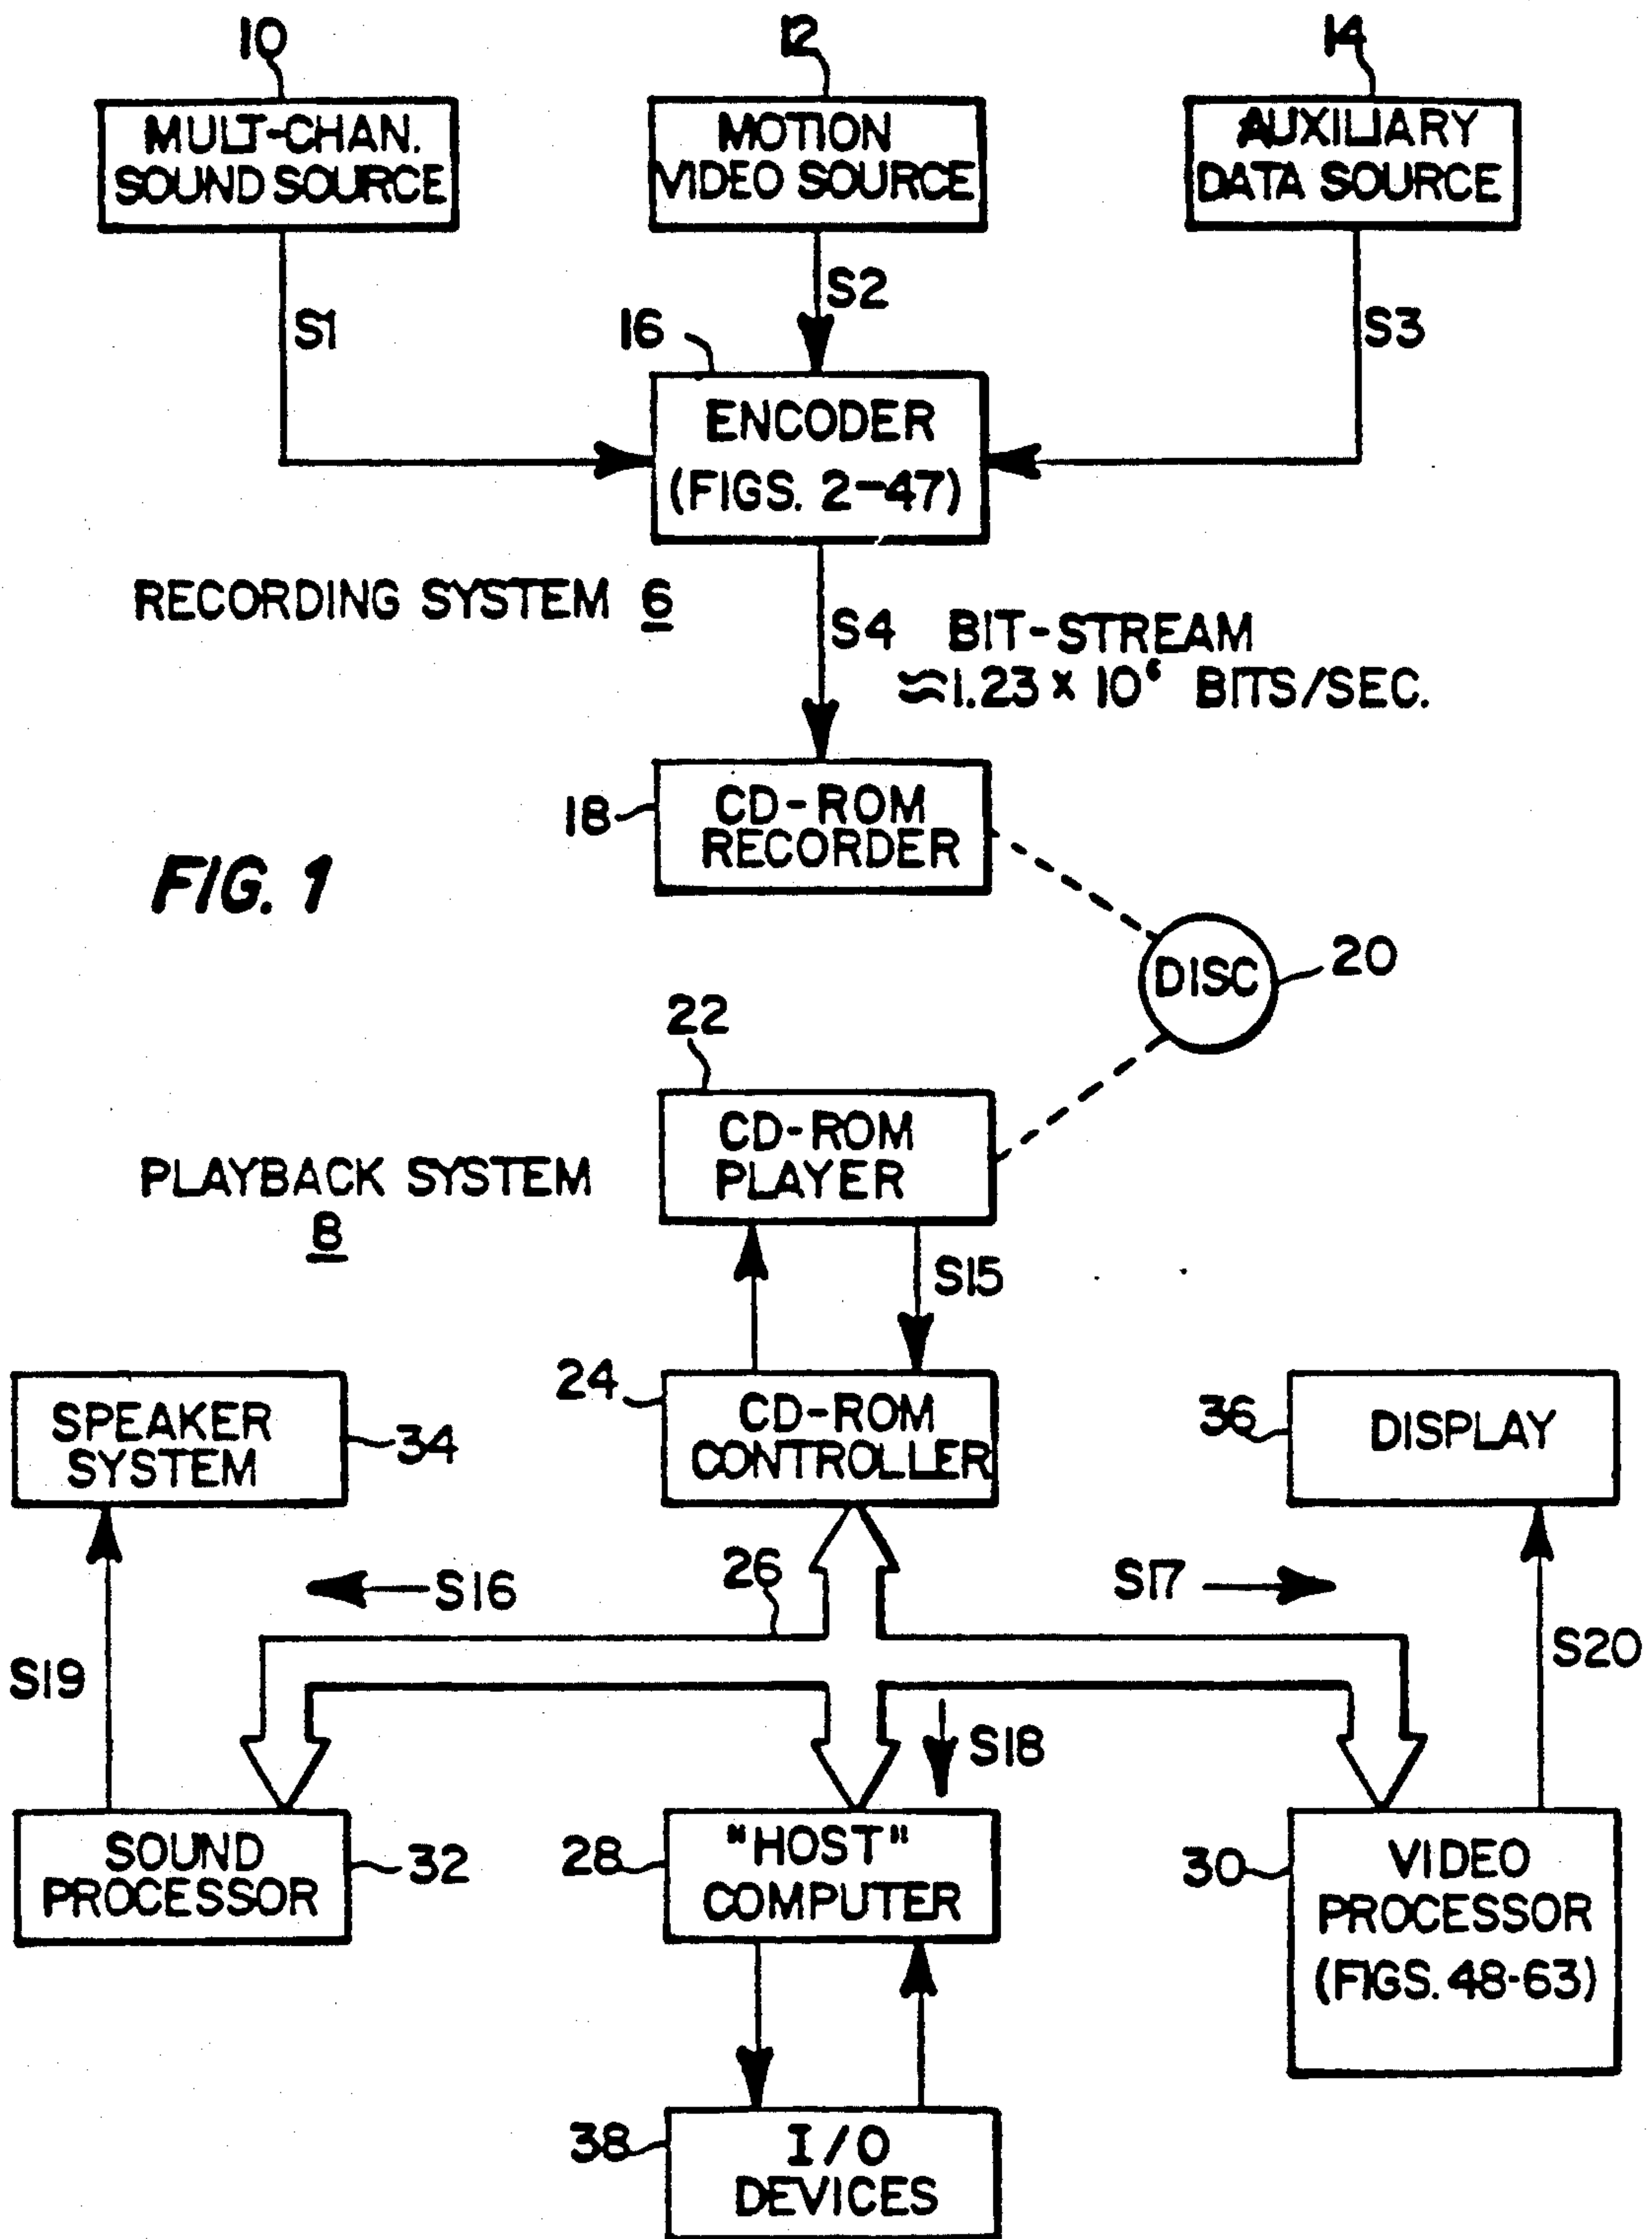 10
12
14
MULT-CHAN.
SOUND SOURCE
MOTION
VIDEO SOURCE
AUXILIARY
DATA SOURCE
S1
S2
S3
16
ENCODER
(FIGS. 2-47)
RECORDING SYSTEM 6
S4 BIT-STREAM
≈1.23 x 10⁶ BITS/SEC.
18
CD-ROM
RECORDER
FIG. 1
DISC
20
22
CD-ROM
PLAYER
PLAYBACK SYSTEM
8
S15
24
CD-ROM
CONTROLLER
SPEAKER
SYSTEM
34
36
DISPLAY
S16
26
S17
S19
S20
S18
SOUND
PROCESSOR
32
28
"HOST"
COMPUTER
30
VIDEO
PROCESSOR
(FIGS. 48-63)
38
I/O
DEVICES